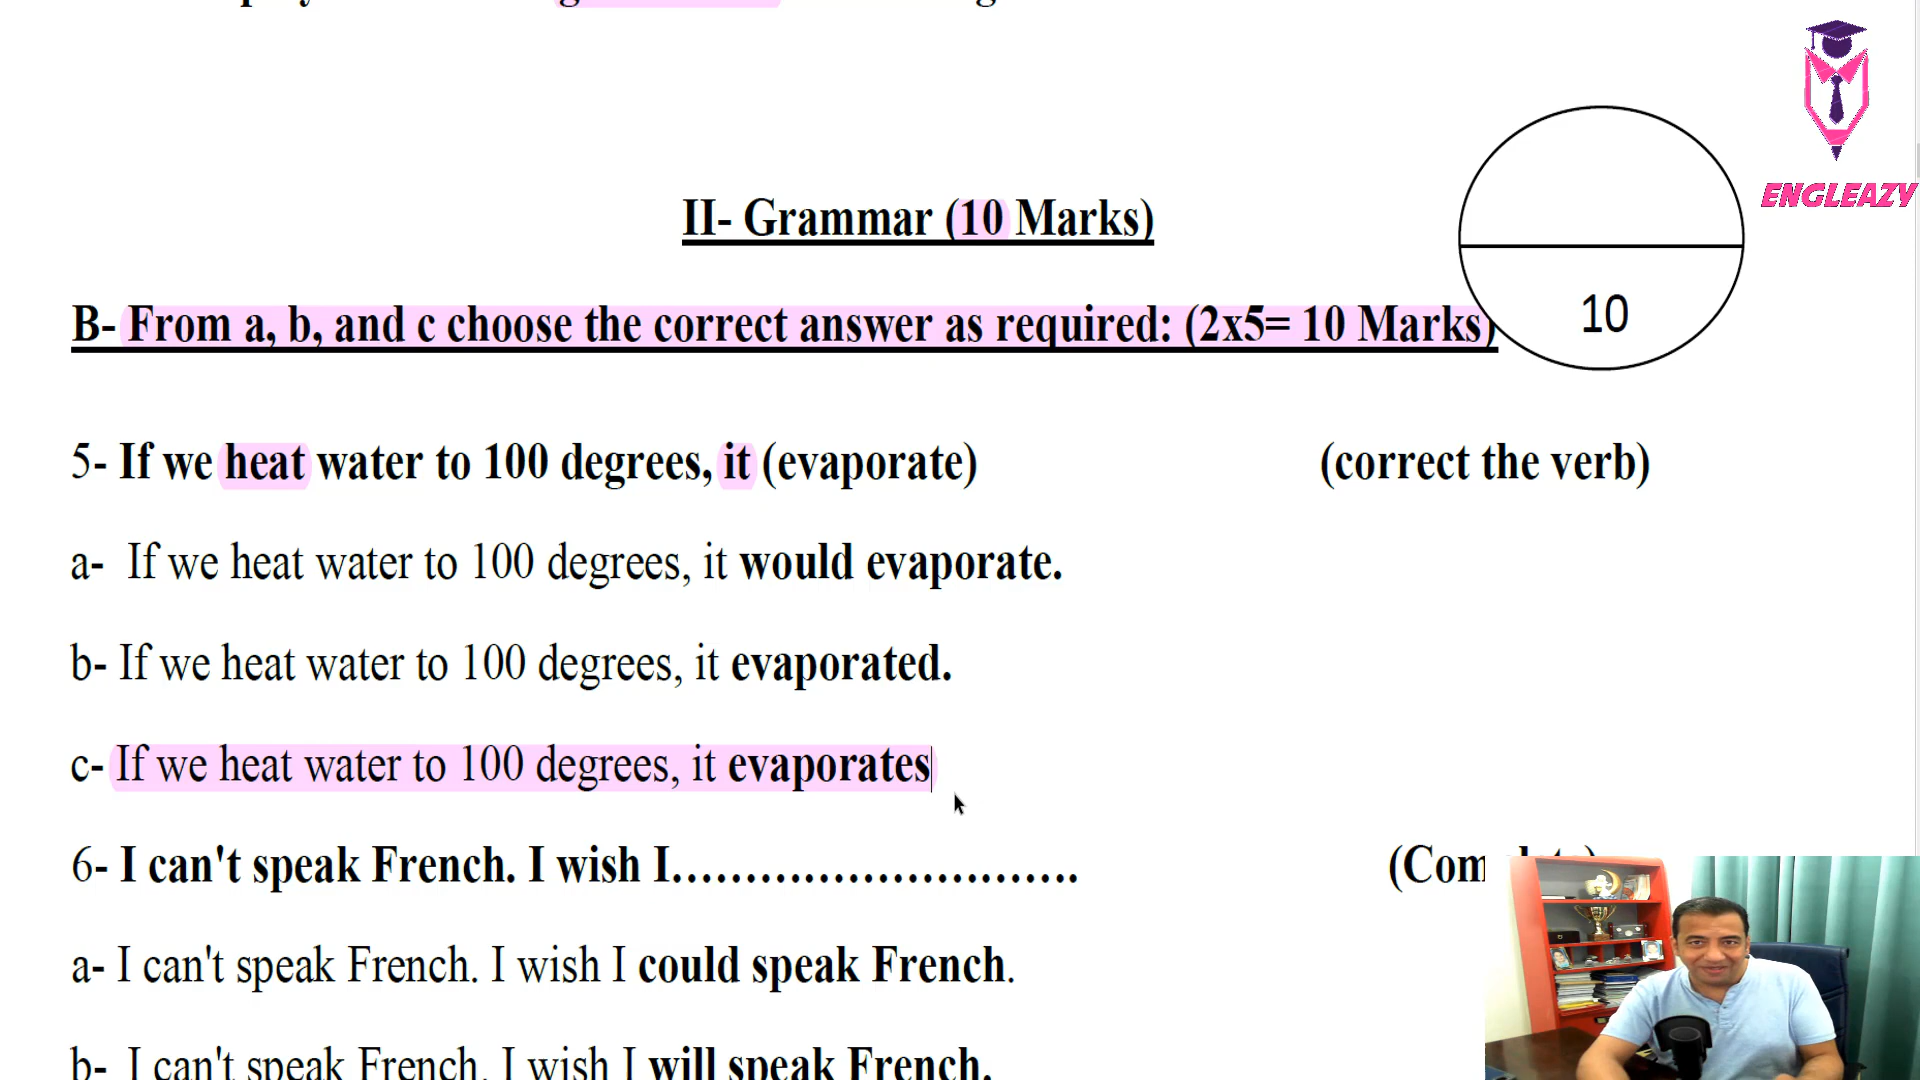 ENGLEAZY
II- Grammar (10 Marks)
10
B- From a, b, and c choose the correct answer as required: (2x5= 10 Marks)
5- If we heat water to 100 degrees, it (evaporate) (correct the verb)
a- If we heat water to 100 degrees, it would evaporate.
b- If we heat water to 100 degrees, it evaporated.
c- If we heat water to 100 degrees, it evaporates
6- I can't speak French. I wish I………………………….
a- I can't speak French. I wish I could speak French.
b- I can't speak French. I wish I will speak French.